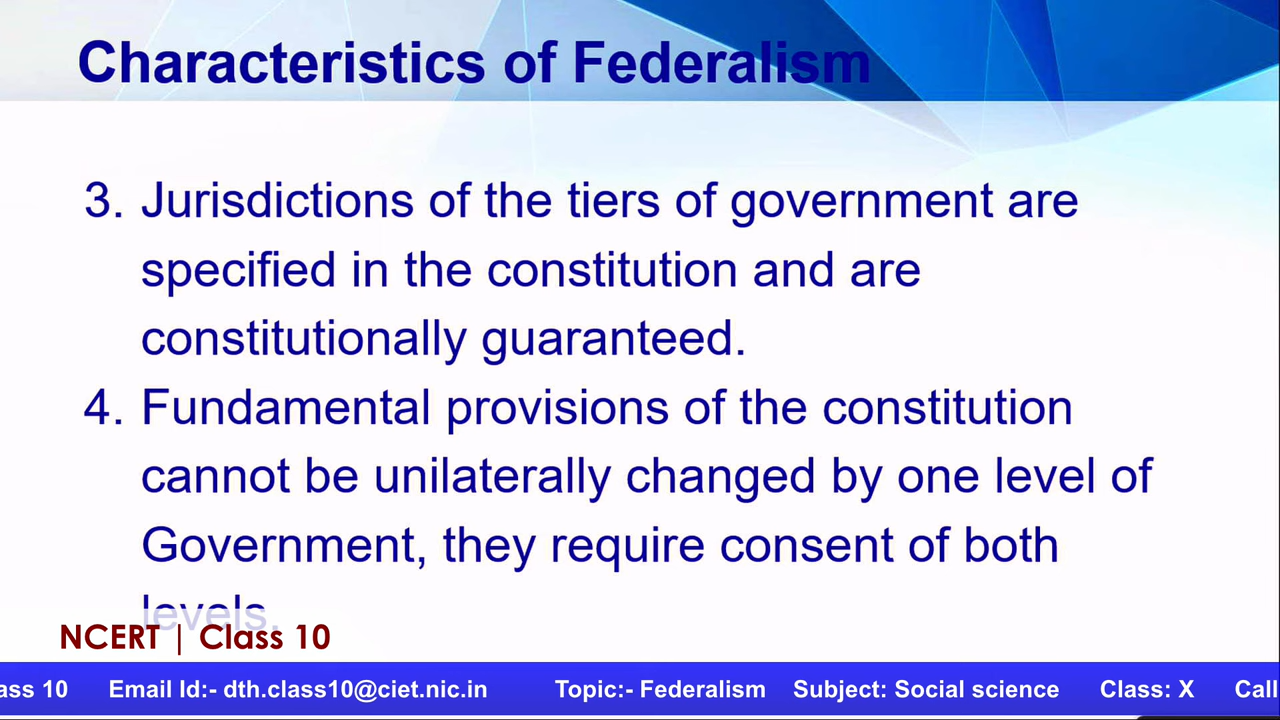 Characteristics of Federalism
3. Jurisdictions of the tiers of government are
specified in the constitution and are
constitutionally guaranteed.
4. Fundamental provisions of the constitution
cannot be unilaterally changed by one level of
Government, they require consent of both
levels.
NCERT | Class 10
ass 10 Email Id:- dth.class10@ciet.nic.in Topic:- Federalism Subject: Social science Class: X Call